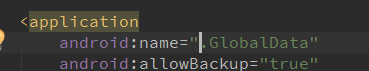 <application
android:name=".GlobalData"
android:allowBackup="true"